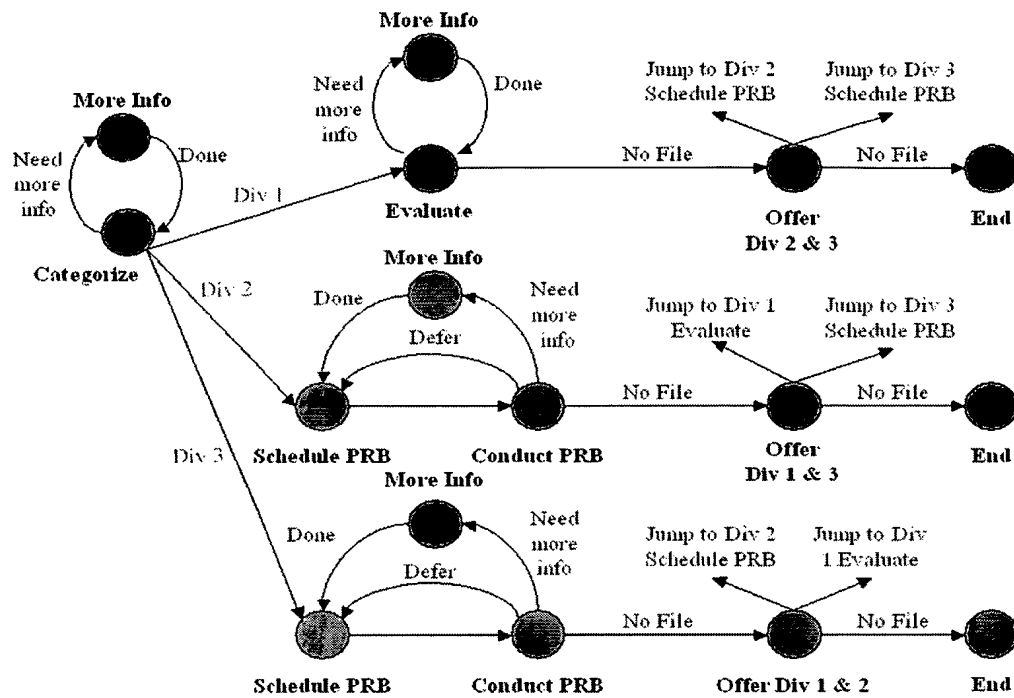 More Info
Need
more
info
Done
More Info
Need
more
info
Done
Categorize
Div 1
Div 2
Div 3
Evaluate
No File
Jump to Div 2
Schedule PRB
Jump to Div 3
Schedule PRB
Offer
Div 2 & 3
No File
End
More Info
Done
Need
more
info
Defer
Schedule PRB
Conduct PRB
No File
Jump to Div 1
Evaluate
Jump to Div 3
Schedule PRB
Offer
Div 1 & 3
No File
End
More Info
Done
Need
more
info
Defer
Schedule PRB
Conduct PRB
No File
Jump to Div 2
Schedule PRB
Jump to Div
1 Evaluate
Offer Div 1 & 2
No File
End